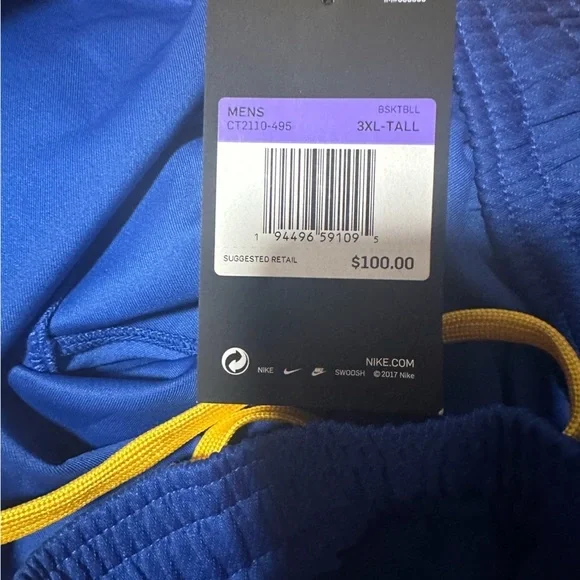 MENS BSKTBLL
CT2110-495 3XL-TALL
1 94496 59109 5
SUGGESTED RETAIL $100.00
NIKE.COM
NIKE SWOOSH © 2017 Nike